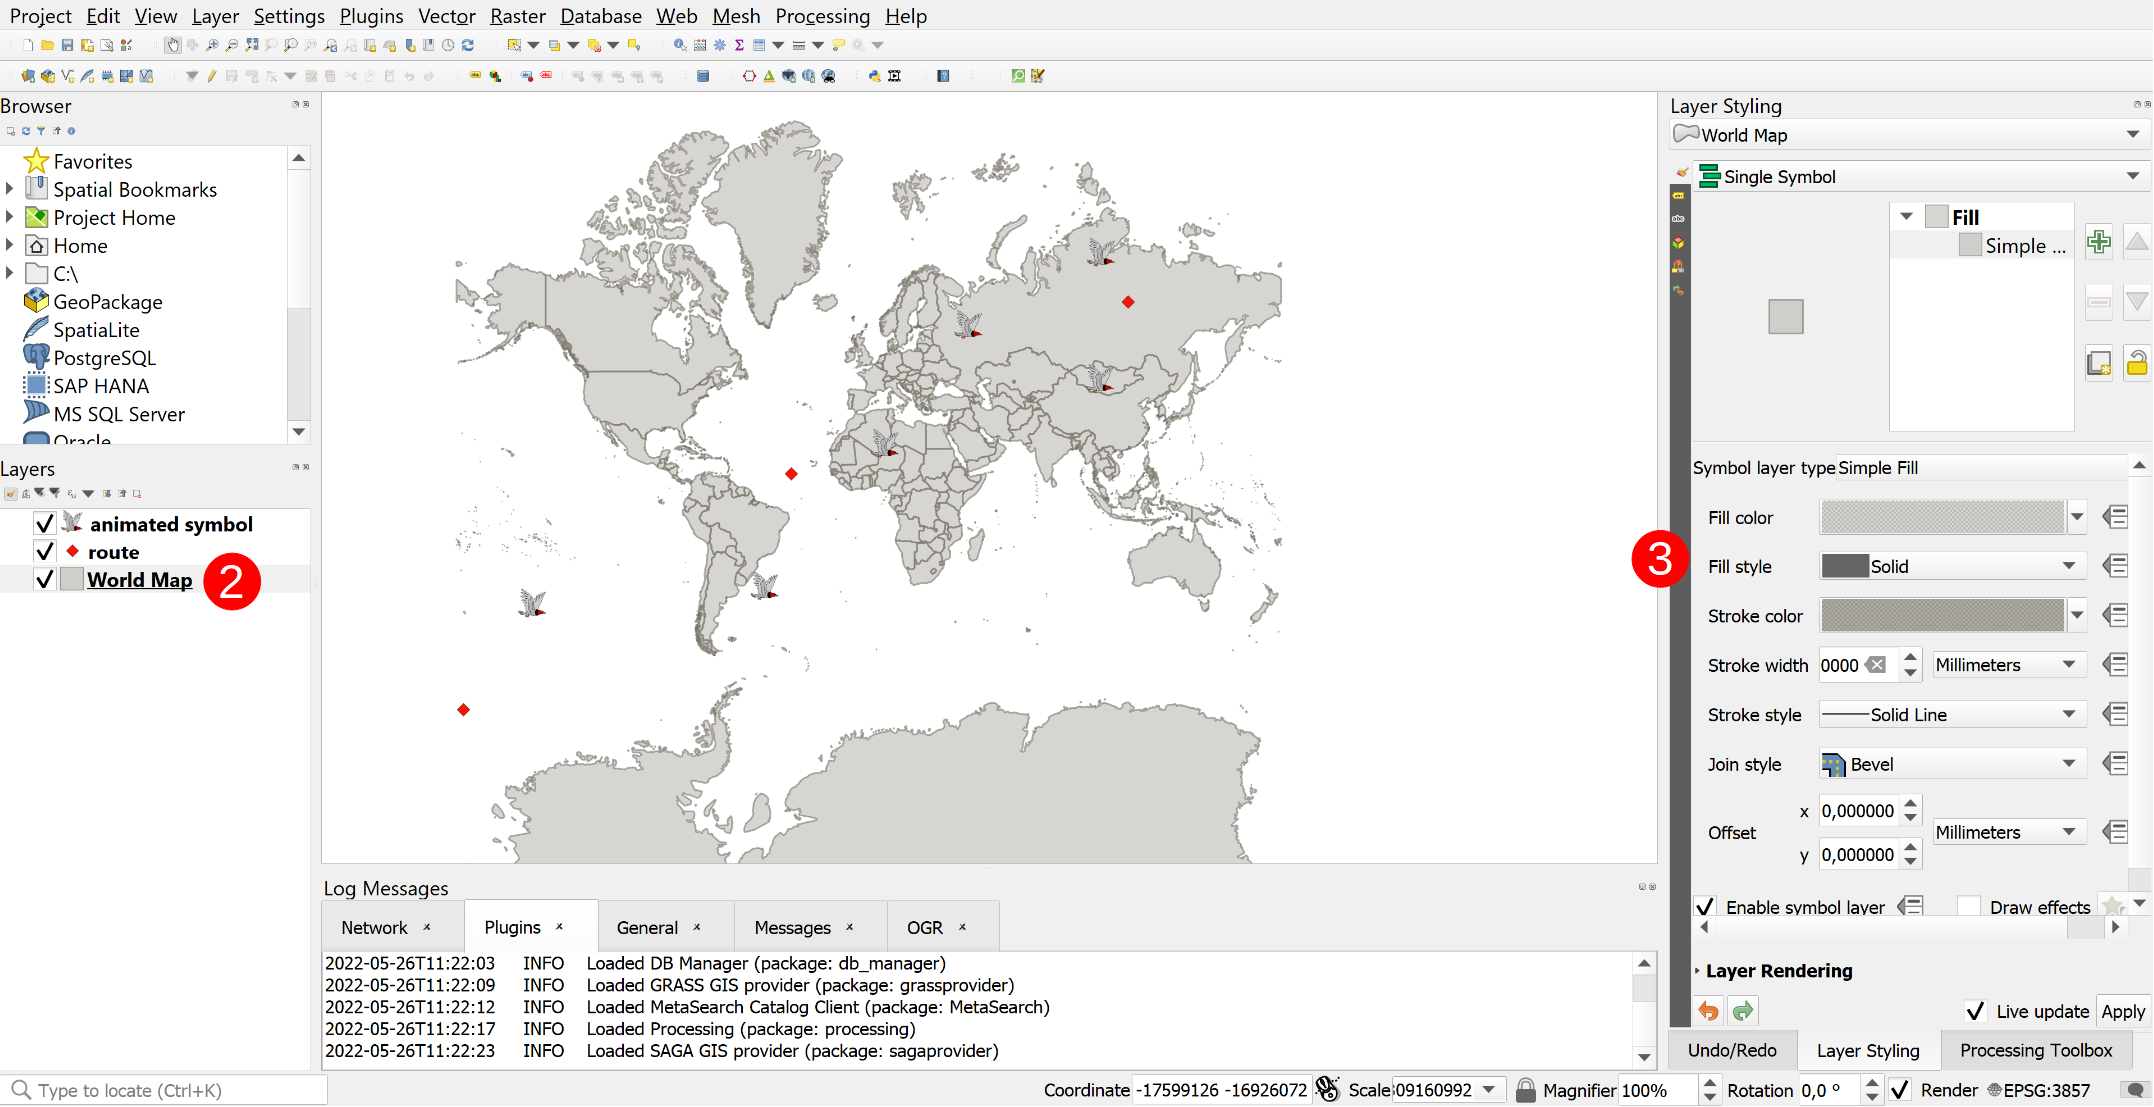 Project Edit View Layer Settings Plugins Vector Raster Database Web Mesh Processing Help
Browser
Favorites
Spatial Bookmarks
Project Home
Home
C:\
GeoPackage
SpatiaLite
PostgreSQL
SAP HANA
MS SQL Server
Oracle
Layers
animated symbol
route
World Map
2
Log Messages
Network
Plugins
General
Messages
OGR
2022-05-26T11:22:03 INFO Loaded DB Manager (package: db_manager)
2022-05-26T11:22:09 INFO Loaded GRASS GIS provider (package: grassprovider)
2022-05-26T11:22:12 INFO Loaded MetaSearch Catalog Client (package: MetaSearch)
2022-05-26T11:22:17 INFO Loaded Processing (package: processing)
2022-05-26T11:22:23 INFO Loaded SAGA GIS provider (package: sagaprovider)
Layer Styling
World Map
Single Symbol
Fill
Simple ...
Symbol layer type Simple Fill
Fill color
3
Fill style Solid
Stroke color
Stroke width 0000 Millimeters
Stroke style Solid Line
Join style Bevel
Offset x 0,000000 Millimeters
y 0,000000
Enable symbol layer Draw effects
Layer Rendering
Live update Apply
Undo/Redo Layer Styling Processing Toolbox
Type to locate (Ctrl+K)
Coordinate -17599126 -16926072 Scale 09160992 Magnifier 100% Rotation 0,0 ° Render EPSG:3857